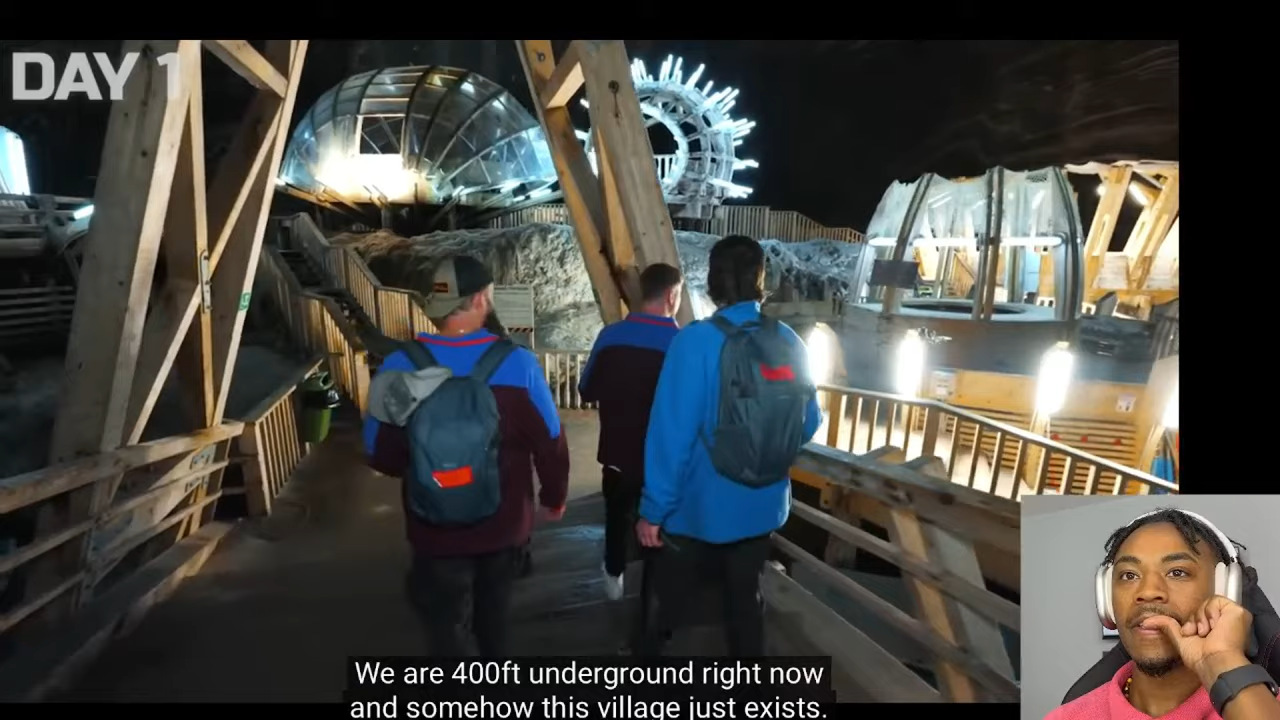 DAY 1
We are 400ft underground right now
and somehow this village just exists.